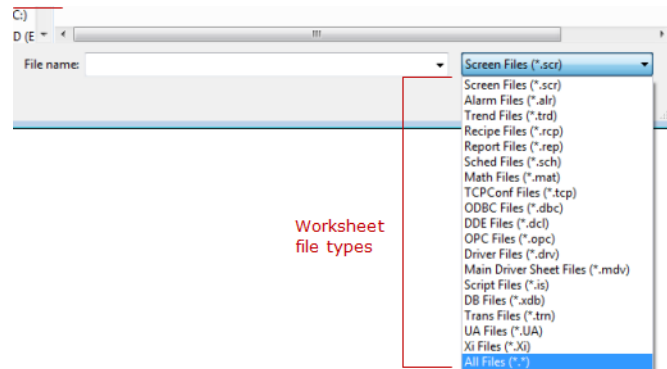 C:)
D (E
File name:
Screen Files (*.scr)
Screen Files (*.scr)
Alarm Files (*.alr)
Trend Files (*.trd)
Recipe Files (*.rcp)
Report Files (*.rep)
Sched Files (*.sch)
Math Files (*.mat)
TCPConf Files (*.tcp)
ODBC Files (*.dbc)
DDE Files (*.dcl)
OPC Files (*.opc)
Driver Files (*.drv)
Main Driver Sheet Files (*.mdv)
Script Files (*.is)
DB Files (*.xdb)
Trans Files (*.trn)
UA Files (*.UA)
Xi Files (*.Xi)
All Files (*.*)
Worksheet
file types